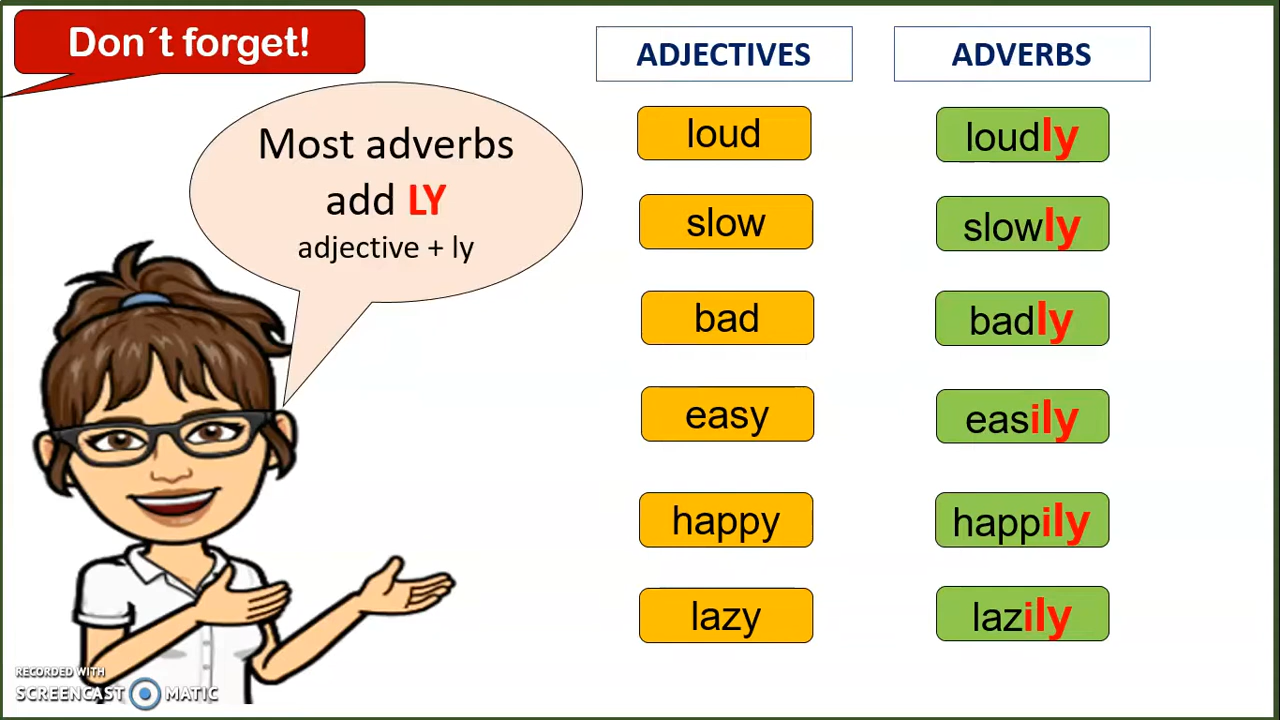 Don´t forget!
Most adverbs
add LY
adjective + ly
ADJECTIVES ADVERBS
loud loudly
slow slowly
bad badly
easy easily
happy happily
lazy lazily
RECORDED WITH
SCREENCAST MATIC